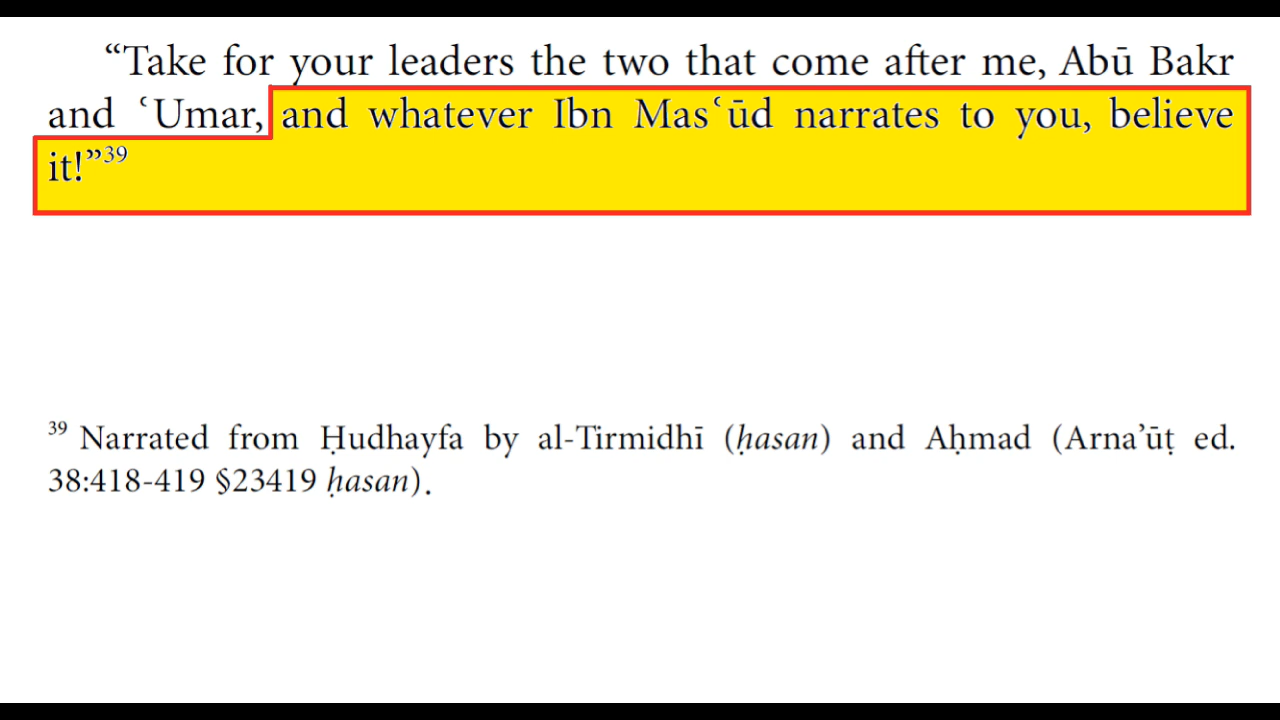 “Take for your leaders the two that come after me, Abū Bakr
and ʿUmar, and whatever Ibn Masʿūd narrates to you, believe
it!”39
39 Narrated from Ḥudhayfa by al-Tirmidhī (ḥasan) and Aḥmad (Arna’ūṭ ed.
38:418-419 §23419 ḥasan).